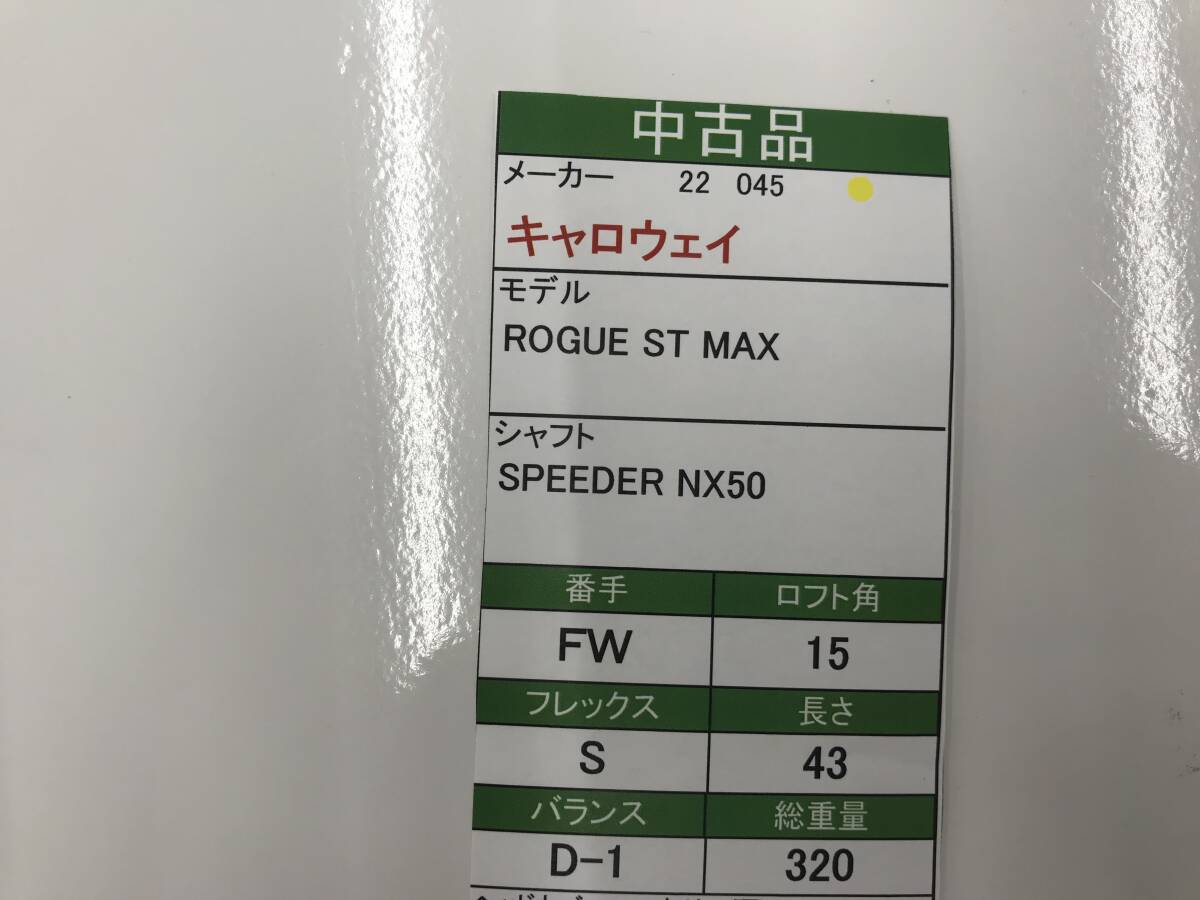 中古品
メーカー 22 045
キャロウェイ
モデル
ROGUE ST MAX
シャフト
SPEEDER NX50
番手 ロフト角
FW 15
フレックス 長さ
S 43
バランス 総重量
D-1 320